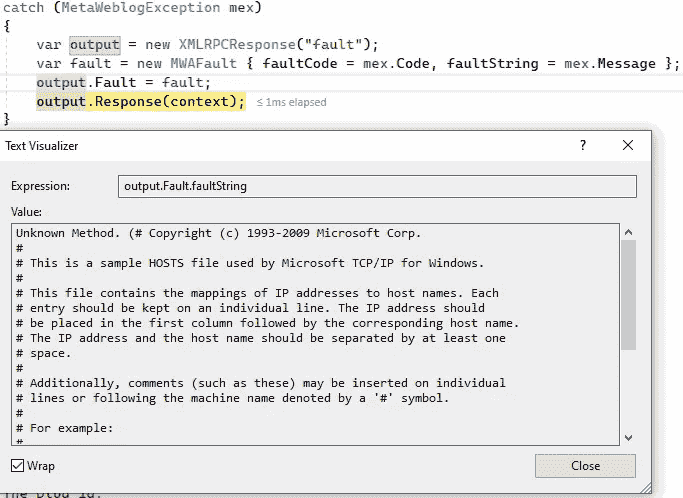 catch (MetaWeblogException mex)
{
var output = new XMLRPCResponse("fault");
var fault = new MWAFault { faultCode = mex.Code, faultString = mex.Message };
output.Fault = fault;
output.Response(context); ≤ 1ms elapsed
}
Text Visualizer
Expression: output.Fault.faultString
Value:
Unknown Method. (# Copyright (c) 1993-2009 Microsoft Corp.
#
# This is a sample HOSTS file used by Microsoft TCP/IP for Windows.
#
# This file contains the mappings of IP addresses to host names. Each
# entry should be kept on an individual line. The IP address should
# be placed in the first column followed by the corresponding host name.
# The IP address and the host name should be separated by at least one
# space.
#
# Additionally, comments (such as these) may be inserted on individual
# lines or following the machine name denoted by a '#' symbol.
#
# For example:
#
Wrap
Close